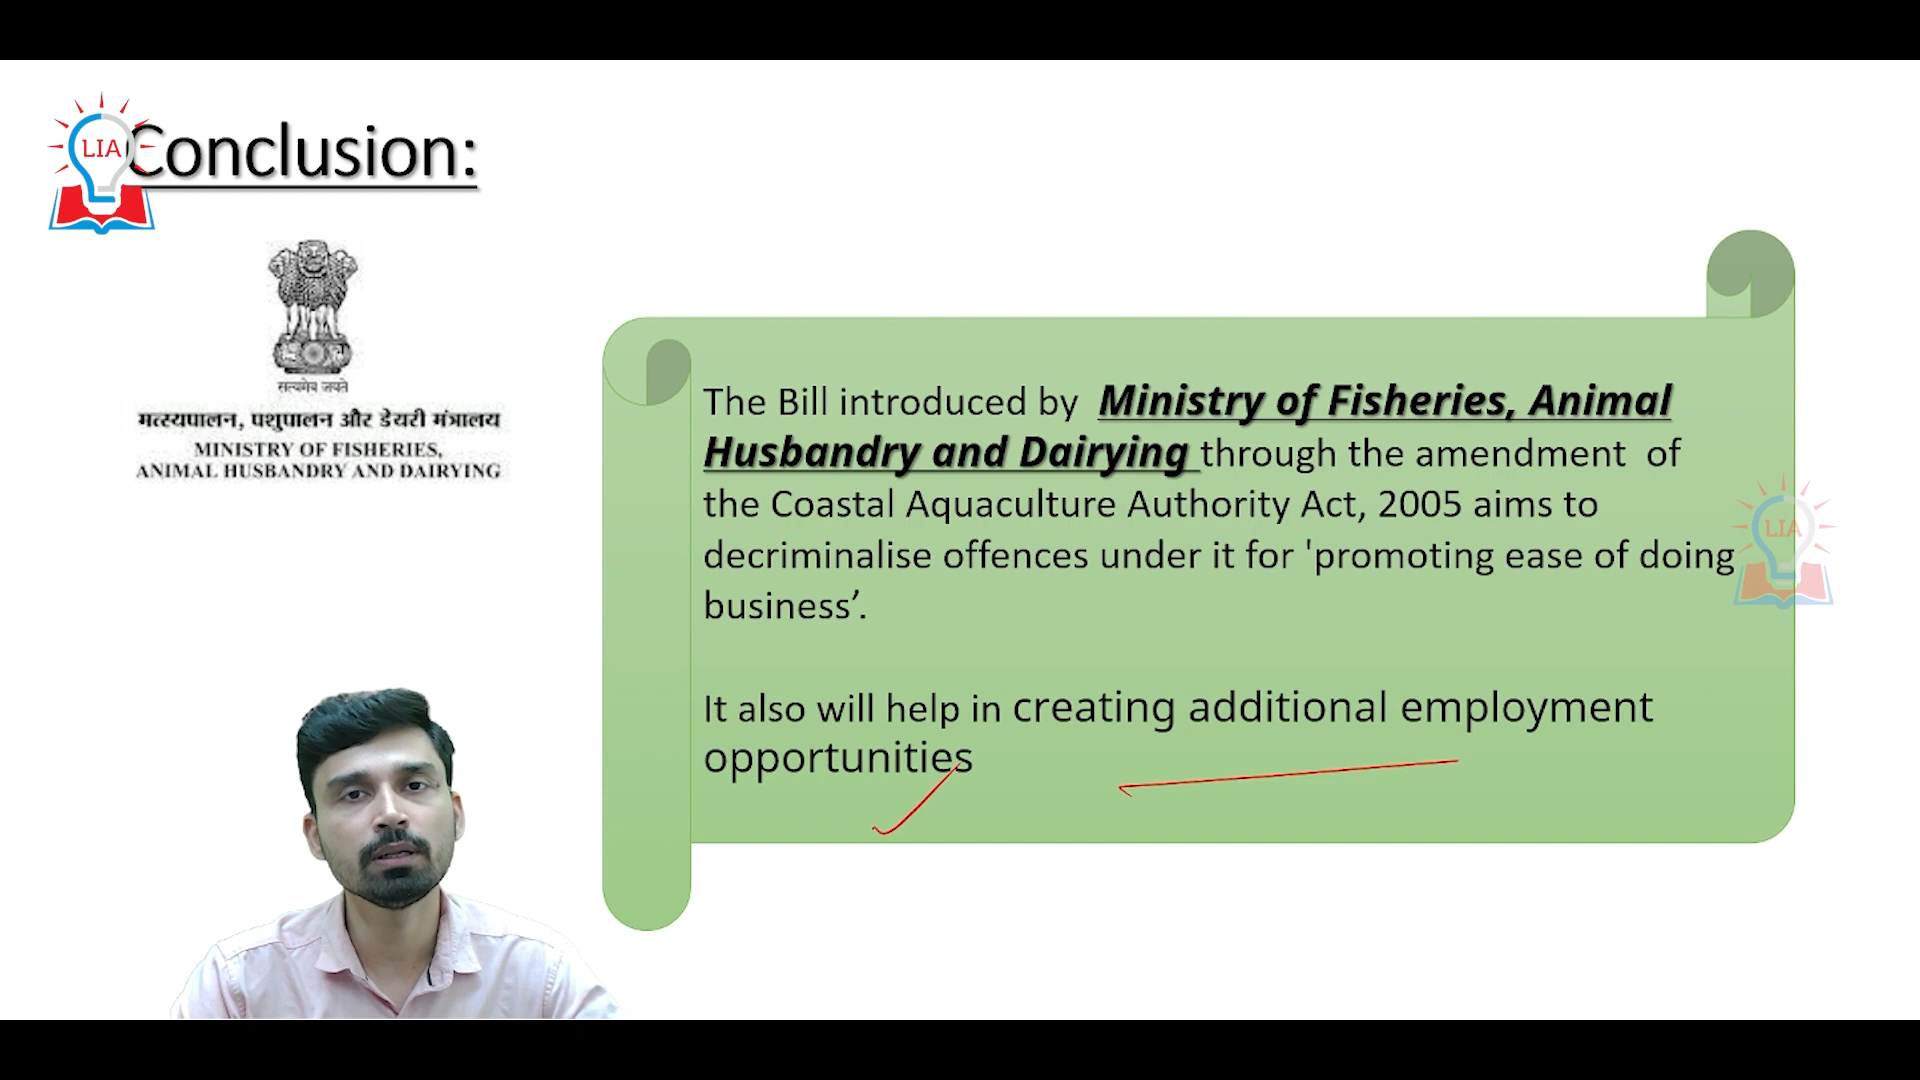 LIA
Conclusion:
सत्यमेव जयते
मत्स्यपालन, पशुपालन और डेयरी मंत्रालय
MINISTRY OF FISHERIES,
ANIMAL HUSBANDRY AND DAIRYING
The Bill introduced by Ministry of Fisheries, Animal
Husbandry and Dairying through the amendment of
the Coastal Aquaculture Authority Act, 2005 aims to
decriminalise offences under it for 'promoting ease of doing
business’.
It also will help in creating additional employment
opportunities
LIA